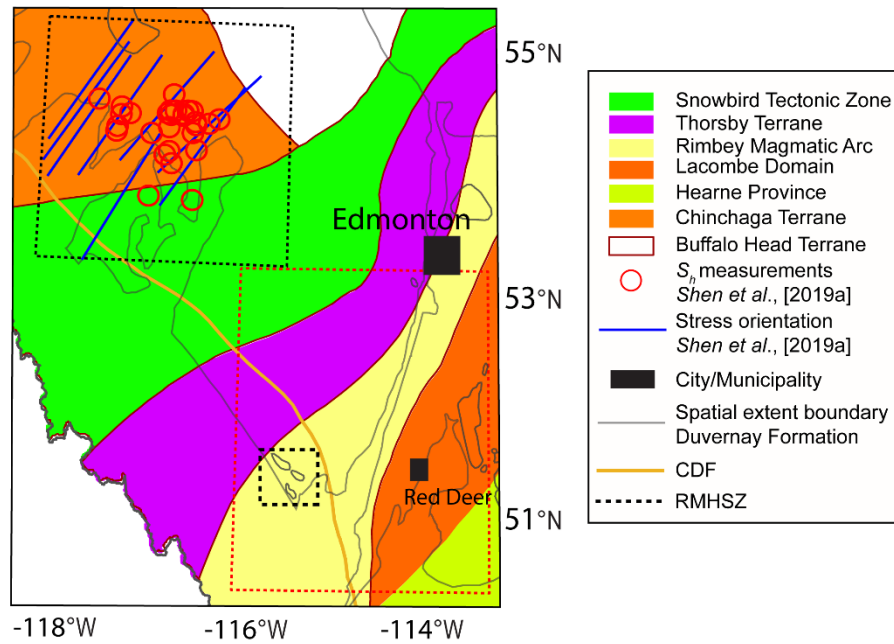 55°N
Edmonton
53°N
Red Deer
51°N
-118°W
-116°W
-114°W
Snowbird Tectonic Zone
Thorsby Terrane
Rimbey Magmatic Arc
Lacombe Domain
Hearne Province
Chinchaga Terrane
Buffalo Head Terrane
Sh measurements
Shen et al., [2019a]
Stress orientation
Shen et al., [2019a]
City/Municipality
Spatial extent boundary
Duvernay Formation
CDF
RMHSZ